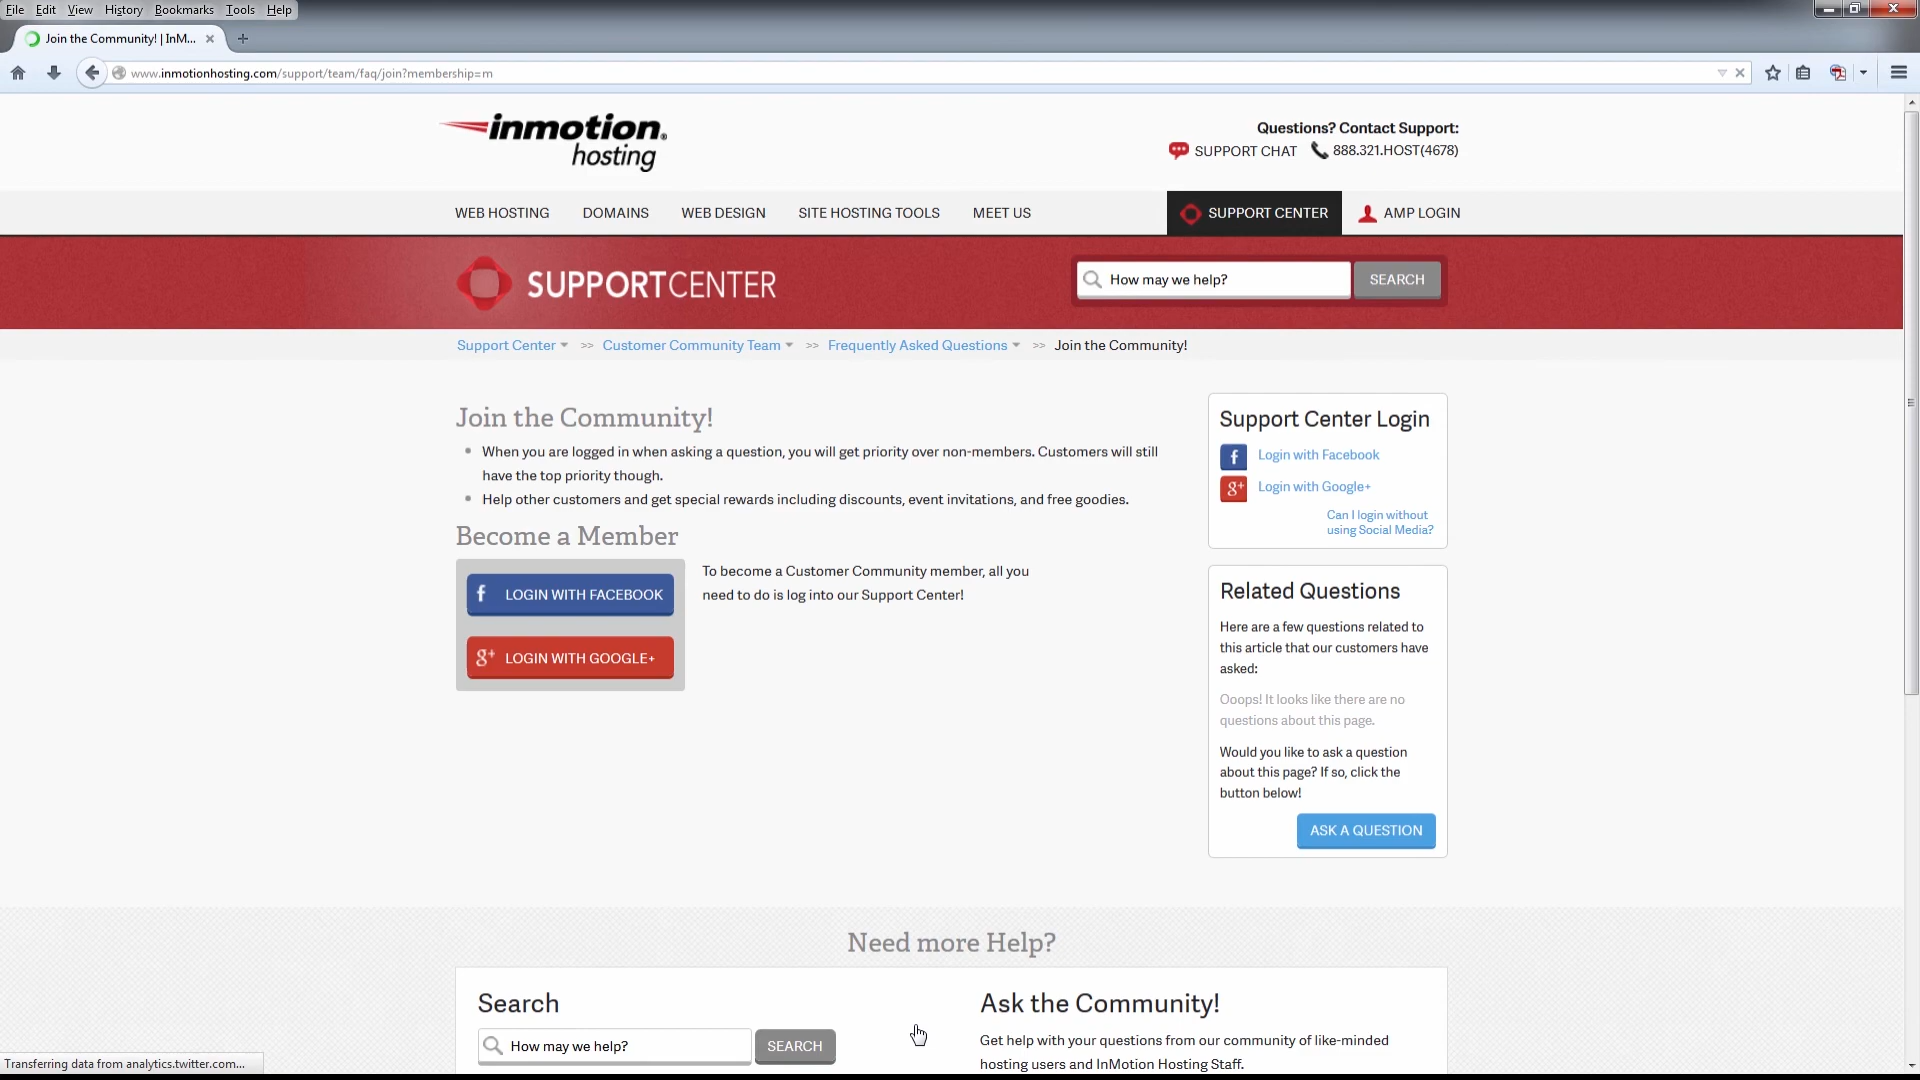 File Edit View History Bookmarks Tools Help
Join the Community! | InM...
www.inmotionhosting.com/support/team/faq/join?membership=m
inmotion®
hosting
Questions? Contact Support:
SUPPORT CHAT 888.321.HOST(4678)
WEB HOSTING DOMAINS WEB DESIGN SITE HOSTING TOOLS MEET US SUPPORT CENTER AMP LOGIN
SUPPORTCENTER
How may we help? SEARCH
Support Center >> Customer Community Team >> Frequently Asked Questions >> Join the Community!
Join the Community!
When you are logged in when asking a question, you will get priority over non-members. Customers will still
have the top priority though.
Help other customers and get special rewards including discounts, event invitations, and free goodies.
Become a Member
f LOGIN WITH FACEBOOK
g+ LOGIN WITH GOOGLE+
To become a Customer Community member, all you
need to do is log into our Support Center!
Support Center Login
f Login with Facebook
g+ Login with Google+
Can I login without
using Social Media?
Related Questions
Here are a few questions related to
this article that our customers have
asked:
Ooops! It looks like there are no
questions about this page.
Would you like to ask a question
about this page? If so, click the
button below!
ASK A QUESTION
Need more Help?
Search
How may we help? SEARCH
Ask the Community!
Get help with your questions from our community of like-minded
hosting users and InMotion Hosting Staff.
Transferring data from analytics.twitter.com...